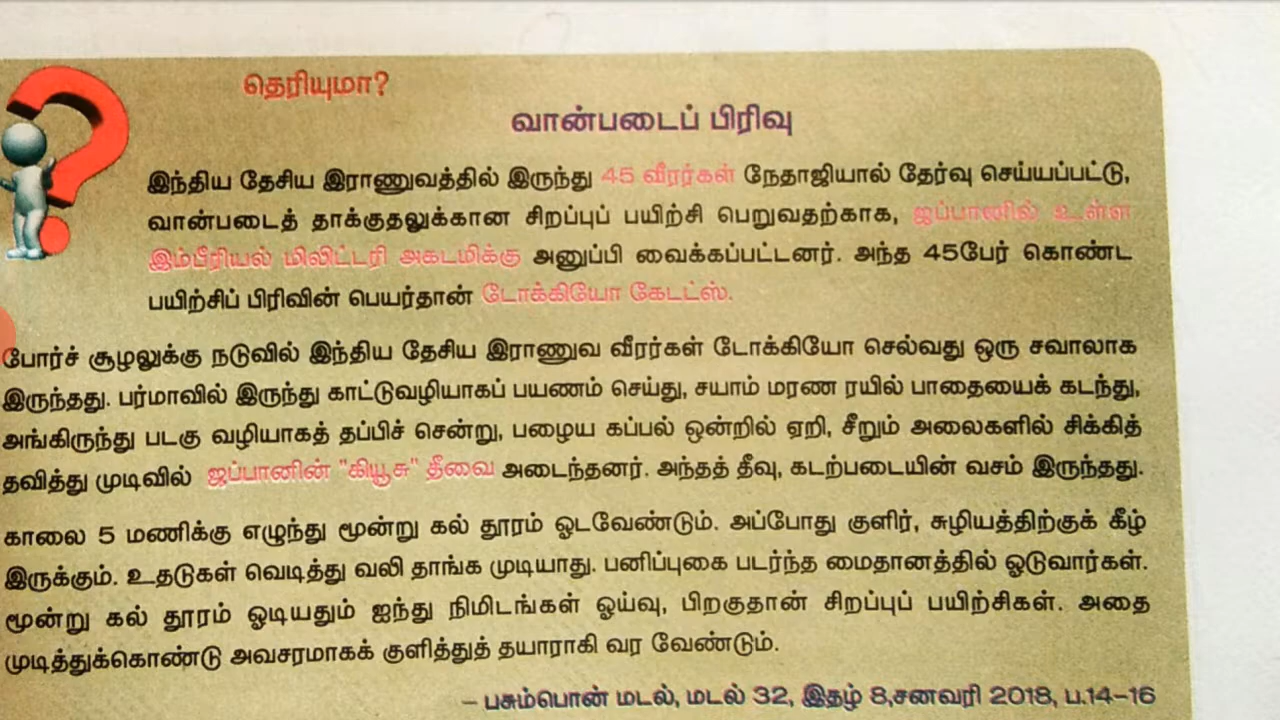 தெரியுமா?
வான்படைப் பிரிவு
இந்திய தேசிய இராணுவத்தில் இருந்து 45 வீரர்கள் நேதாஜியால் தேர்வு செய்யப்பட்டு,
வான்படைத் தாக்குதலுக்கான சிறப்புப் பயிற்சி பெறுவதற்காக, ஜப்பானில் உள்ள
இம்பீரியல் மிலிட்டரி அகடமிக்கு அனுப்பி வைக்கப்பட்டனர். அந்த 45பேர் கொண்ட
பயிற்சிப் பிரிவின் பெயர்தான் டோக்கியோ கேடட்ஸ்.
போர்ச் சூழலுக்கு நடுவில் இந்திய தேசிய இராணுவ வீரர்கள் டோக்கியோ செல்வது ஒரு சவாலாக
இருந்தது. பர்மாவில் இருந்து காட்டுவழியாகப் பயணம் செய்து, சயாம் மரண ரயில் பாதையைக் கடந்து,
அங்கிருந்து படகு வழியாகத் தப்பிச் சென்று, பழைய கப்பல் ஒன்றில் ஏறி, சீறும் அலைகளில் சிக்கித்
தவித்து முடிவில் ஜப்பானின் "கியூசு" தீவை அடைந்தனர். அந்தத் தீவு, கடற்படையின் வசம் இருந்தது.
காலை 5 மணிக்கு எழுந்து மூன்று கல் தூரம் ஓடவேண்டும். அப்போது குளிர், சுழியத்திற்குக் கீழ்
இருக்கும். உதடுகள் வெடித்து வலி தாங்க முடியாது. பனிப்புகை படர்ந்த மைதானத்தில் ஓடுவார்கள்.
மூன்று கல் தூரம் ஓடியதும் ஐந்து நிமிடங்கள் ஓய்வு, பிறகுதான் சிறப்புப் பயிற்சிகள். அதை
முடித்துக்கொண்டு அவசரமாகக் குளித்துத் தயாராகி வர வேண்டும்.
– பசும்பொன் மடல், மடல் 32, இதழ் 8,சனவரி 2018, ப.14-16